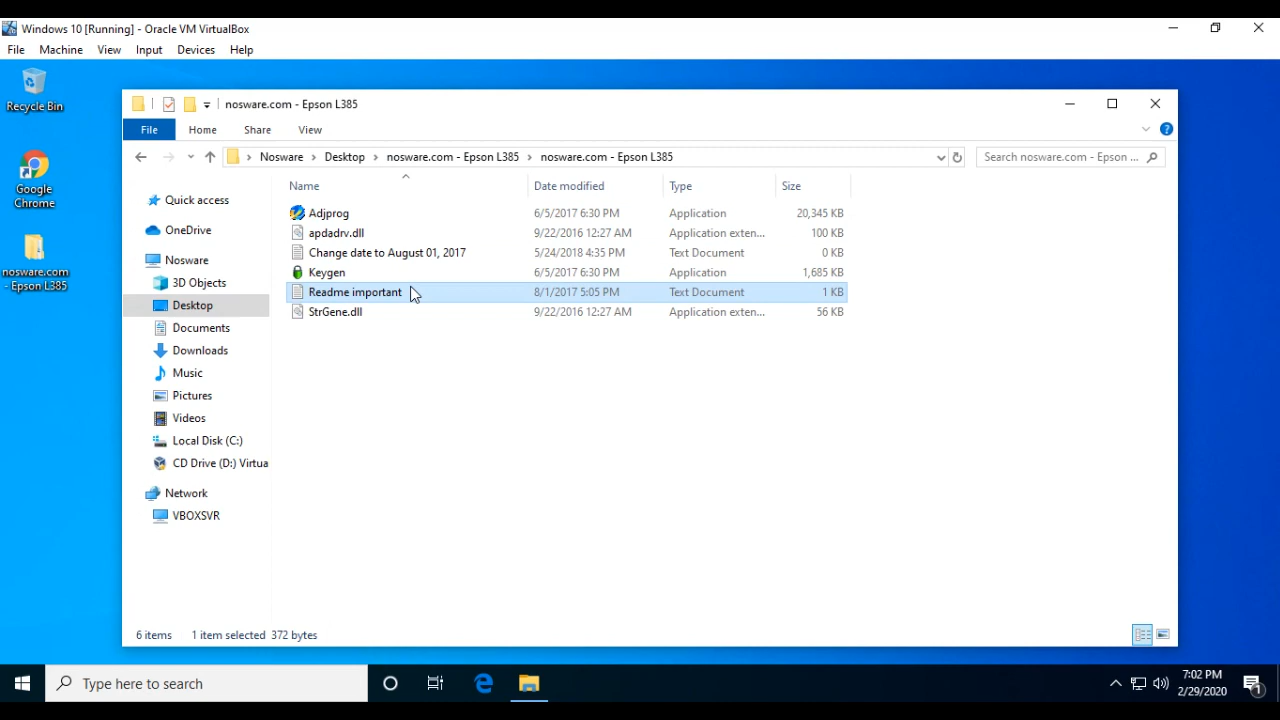 Windows 10 [Running] - Oracle VM VirtualBox
File Machine View Input Devices Help
Recycle Bin
Google
Chrome
nosware.com
- Epson L385
nosware.com - Epson L385
File Home Share View
Nosware > Desktop > nosware.com - Epson L385 > nosware.com - Epson L385
Search nosware.com - Epson ...
Name Date modified Type Size
Adjprog 6/5/2017 6:30 PM Application 20,345 KB
apdadrv.dll 9/22/2016 12:27 AM Application exten... 100 KB
Change date to August 01, 2017 5/24/2018 4:35 PM Text Document 0 KB
Keygen 6/5/2017 6:30 PM Application 1,685 KB
Readme important 8/1/2017 5:05 PM Text Document 1 KB
StrGene.dll 9/22/2016 12:27 AM Application exten... 56 KB
Quick access
OneDrive
Nosware
3D Objects
Desktop
Documents
Downloads
Music
Pictures
Videos
Local Disk (C:)
CD Drive (D:) Virtua
Network
VBOXSVR
6 items 1 item selected 372 bytes
Type here to search
7:02 PM
2/29/2020
1